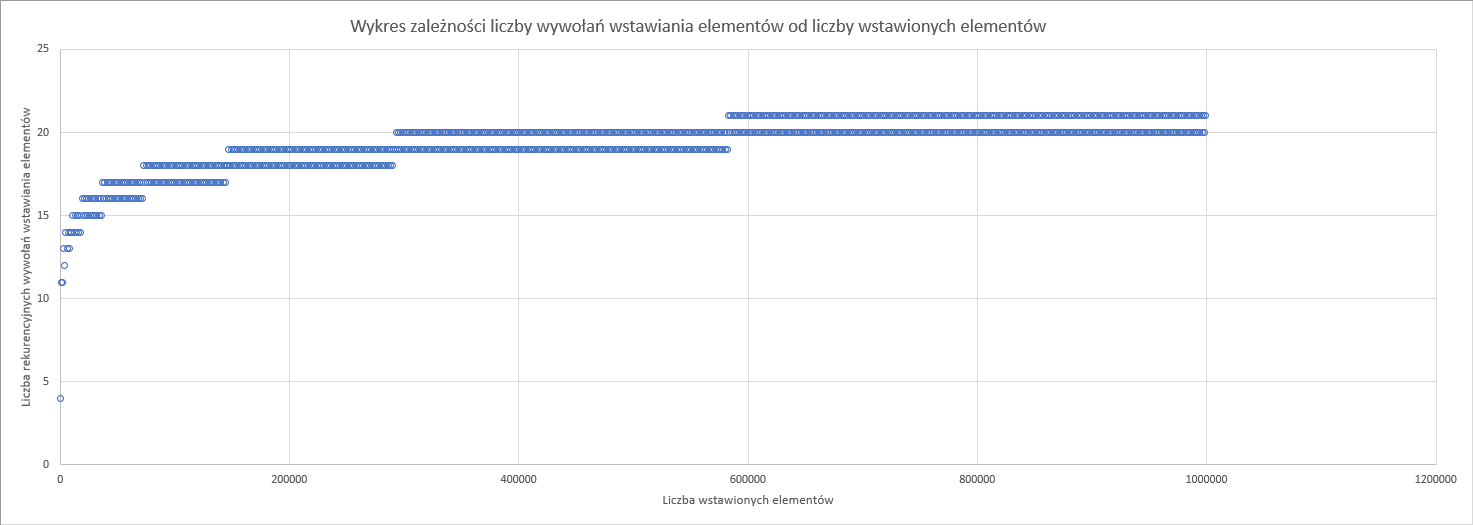 Wykres zależności liczby wywołań wstawiania elementów od liczby wstawionych elementów
Liczba rekurencyjnych wywołań wstawiania elementów
25
20
15
10
5
0
0 200000 400000 600000 800000 1000000 1200000
Liczba wstawionych elementów